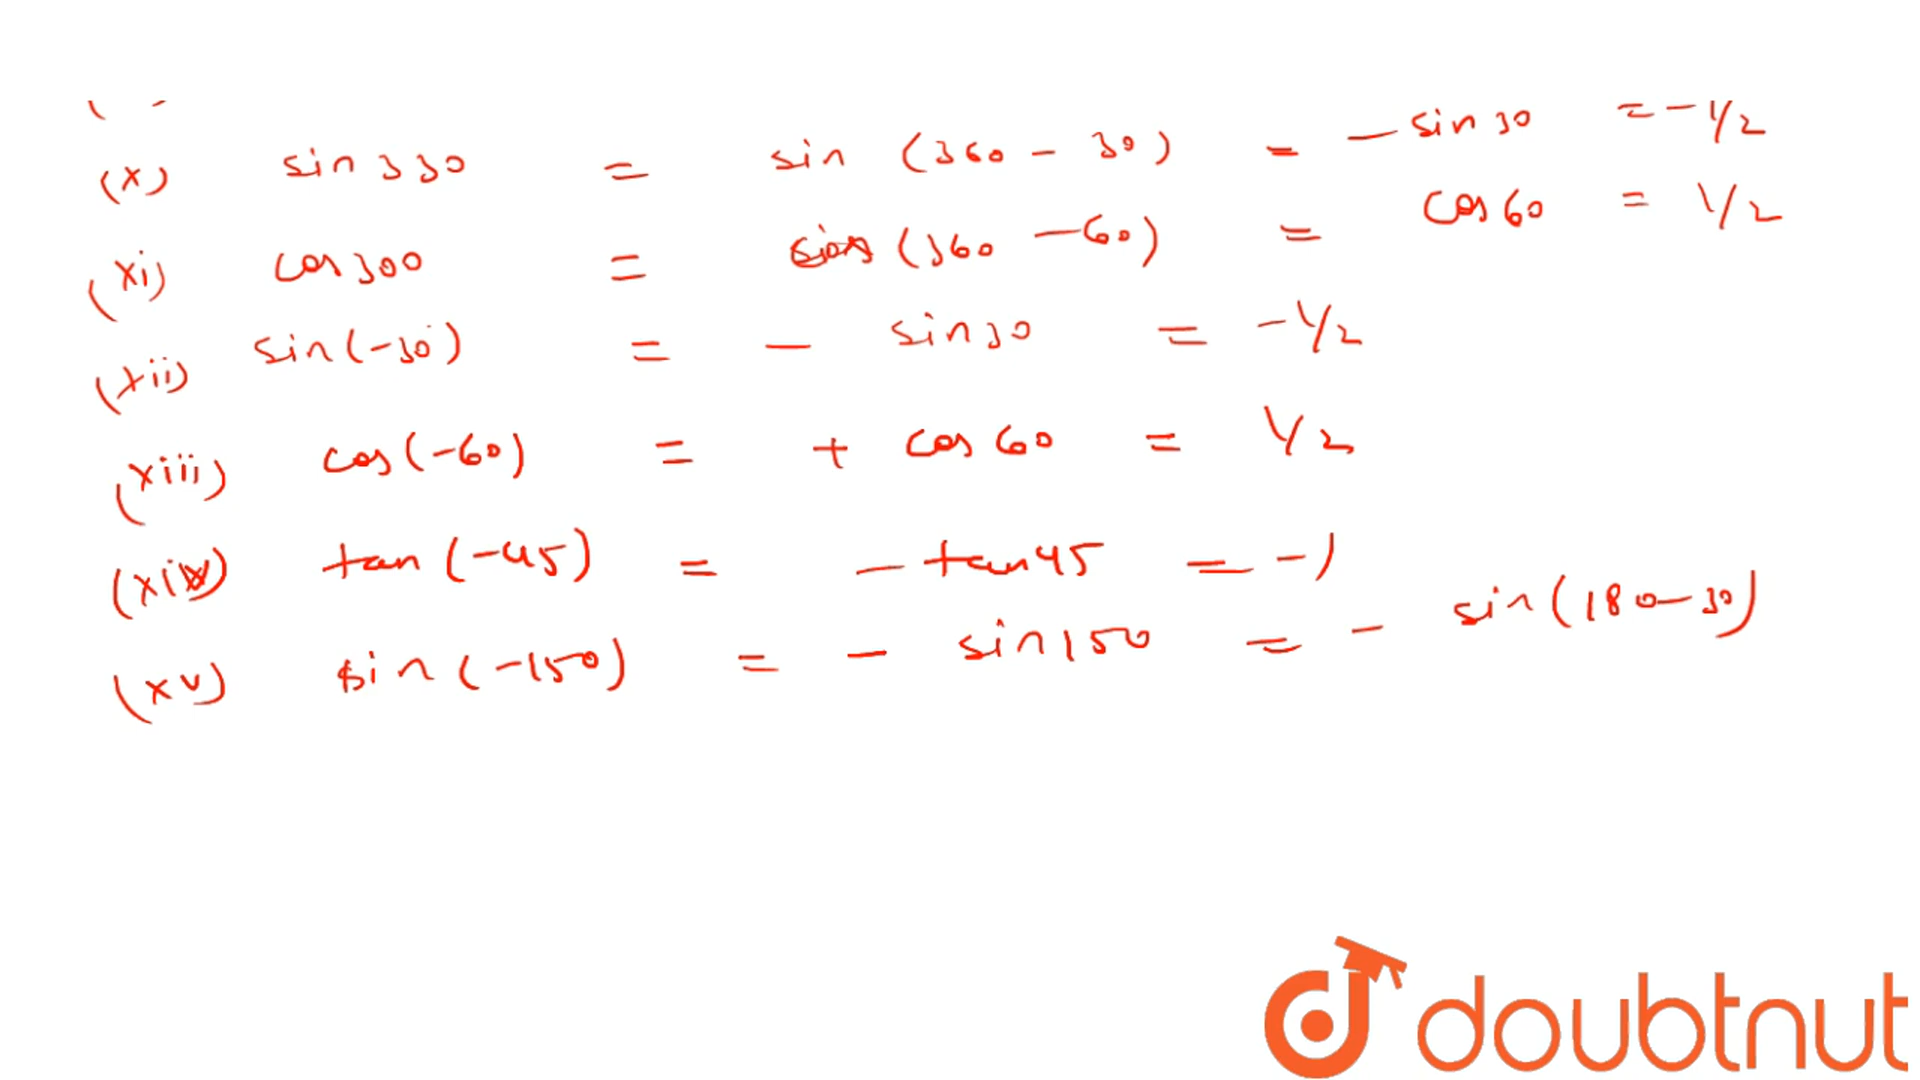 (x) sin 330 = sin (360 - 30) = - sin 30 = - 1/2
(xi) cos 300 = cos (360 - 60) = cos 60 = 1/2
(xii) sin(-30°) = - sin 30 = - 1/2
(xiii) cos(-60) = + cos 60 = 1/2
(xiv) tan (-45) = - tan 45 = -1
(xv) sin (-150) = - sin 150 = - sin (180-30)
doubtnut